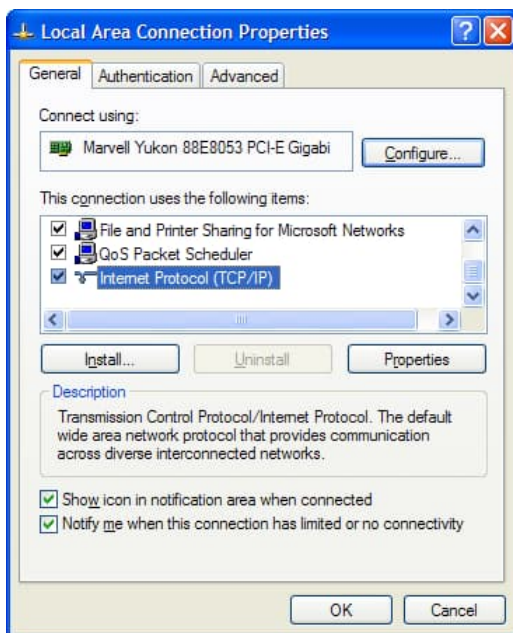 Local Area Connection Properties
General Authentication Advanced
Connect using:
Marvell Yukon 88E8053 PCI-E Gigabi
Configure...
This connection uses the following items:
File and Printer Sharing for Microsoft Networks
QoS Packet Scheduler
Internet Protocol (TCP/IP)
Install... Uninstall Properties
Description
Transmission Control Protocol/Internet Protocol. The default
wide area network protocol that provides communication
across diverse interconnected networks.
Show icon in notification area when connected
Notify me when this connection has limited or no connectivity
OK Cancel